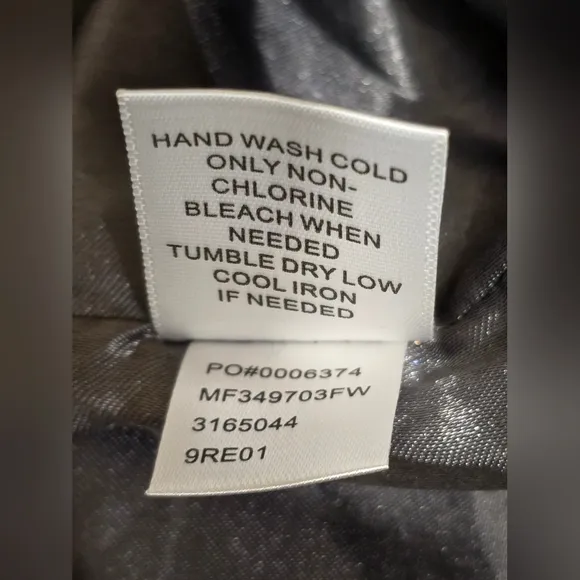 HAND WASH COLD
ONLY NON-
CHLORINE
BLEACH WHEN
NEEDED
TUMBLE DRY LOW
COOL IRON
IF NEEDED
PO#0006374
MF349703FW
3165044
9RE01